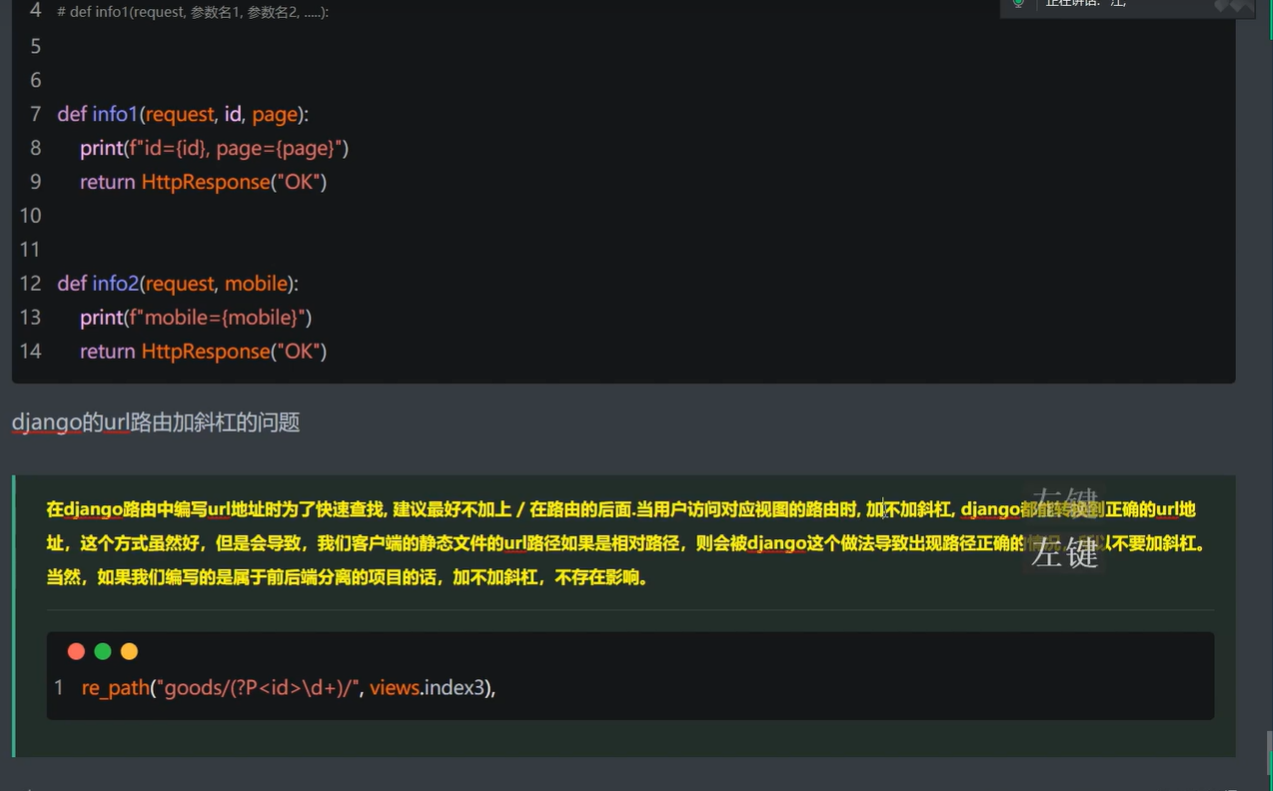 4 # def info1(request, 参数名1, 参数名2, .....):
正在讲话: 江;
5
6
7 def info1(request, id, page):
8 print(f"id={id}, page={page}")
9 return HttpResponse("OK")
10
11
12 def info2(request, mobile):
13 print(f"mobile={mobile}")
14 return HttpResponse("OK")
django的url路由加斜杠的问题
在django路由中编写url地址时为了快速查找, 建议最好不加上 / 在路由的后面.当用户访问对应视图的路由时, 加不加斜杠, django都能转换到正确的url地
址，这个方式虽然好，但是会导致，我们客户端的静态文件的url路径如果是相对路径，则会被django这个做法导致出现路径正确的 以不要加斜杠。
当然，如果我们编写的是属于前后端分离的项目的话，加不加斜杠，不存在影响。
左键
左键
1 re_path("goods/(?P<id>\d+)/", views.index3),